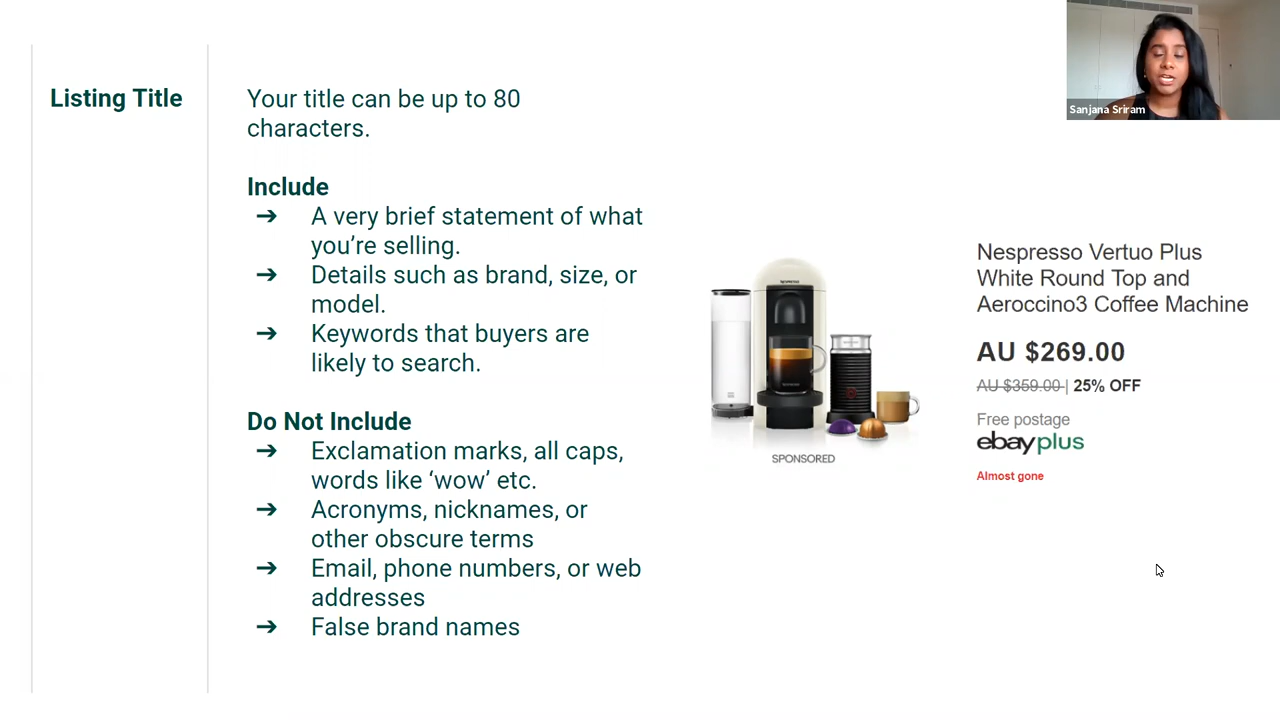 Listing Title
Your title can be up to 80
characters.
Include
➔ A very brief statement of what
you’re selling.
➔ Details such as brand, size, or
model.
➔ Keywords that buyers are
likely to search.
Do Not Include
➔ Exclamation marks, all caps,
words like ‘wow’ etc.
➔ Acronyms, nicknames, or
other obscure terms
➔ Email, phone numbers, or web
addresses
➔ False brand names
NESPRESSO
SPONSORED
Nespresso Vertuo Plus
White Round Top and
Aeroccino3 Coffee Machine
AU $269.00
AU $359.00 | 25% OFF
Free postage
ebayplus
Almost gone
Sanjana Sriram